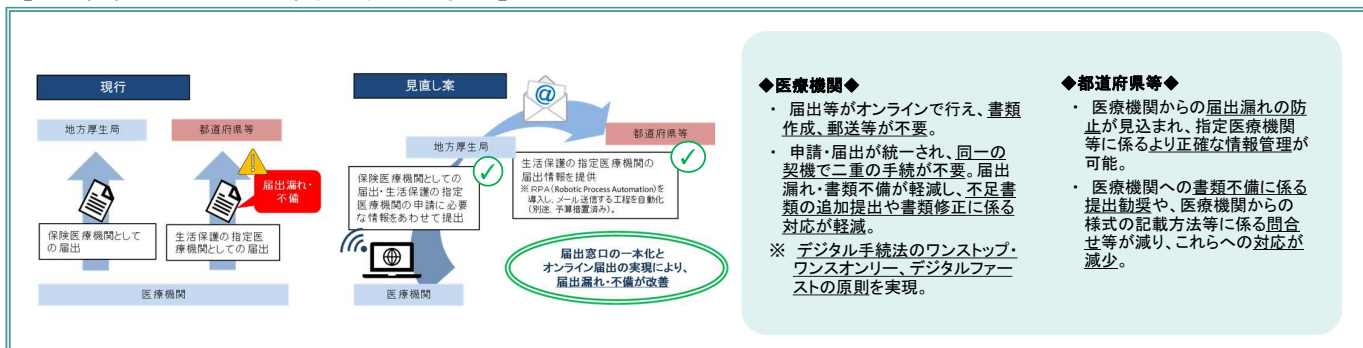 現行
地方厚生局
都道府県等
届出漏れ・
不備
保険医療機関として
の届出
生活保護の指定医
療機関としての届出
医療機関
見直し案
@
地方厚生局
都道府県等
保険医療機関としての
届出・生活保護の指定
医療機関の申請に必要
な情報をあわせて提出
生活保護の指定医療機関の
届出情報を提供
※RPA(Robotic Process Automation)を
導入し、メール送信する工程を自動化
(別途、予算措置済み)。
医療機関
届出窓口の一本化と
オンライン届出の実現により、
届出漏れ・不備が改善
◆医療機関◆
・ 届出等がオンラインで行え、書類
作成、郵送等が不要。
・ 申請・届出が統一され、同一の
契機で二重の手続が不要。届出
漏れ・書類不備が軽減し、不足書
類の追加提出や書類修正に係る
対応が軽減。
※ デジタル手続法のワンストップ・
ワンスオンリー、デジタルファー
ストの原則を実現。
◆都道府県等◆
・ 医療機関からの届出漏れの防
止が見込まれ、指定医療機関
等に係るより正確な情報管理が
可能。
・ 医療機関への書類不備に係る
提出勧奨や、医療機関からの
様式の記載方法等に係る問合
せ等が減り、これらへの対応が
減少。